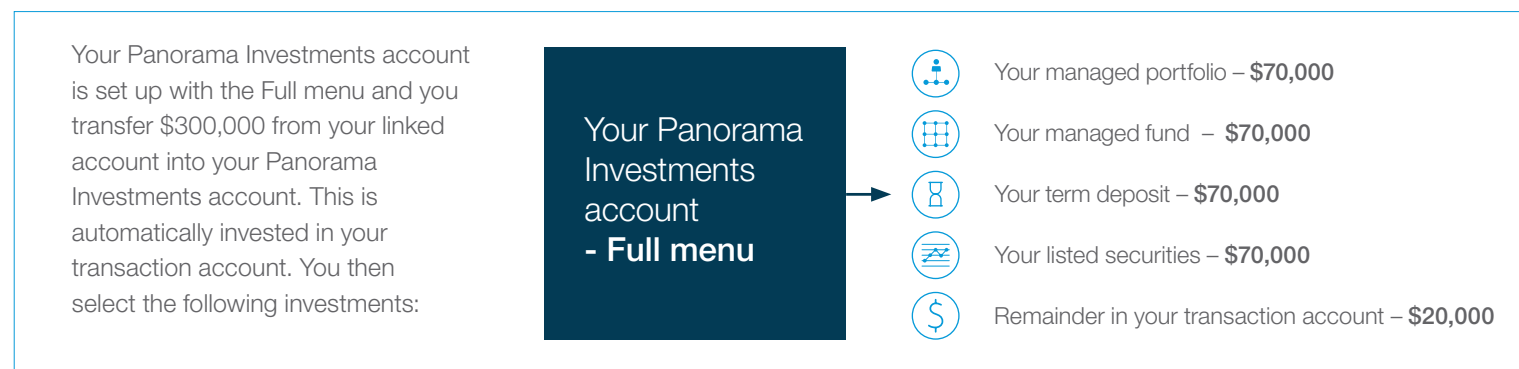 Your Panorama Investments account
is set up with the Full menu and you
transfer $300,000 from your linked
account into your Panorama
Investments account. This is
automatically invested in your
transaction account. You then
select the following investments:
Your Panorama
Investments
account
- Full menu
Your managed portfolio – $70,000
Your managed fund – $70,000
Your term deposit – $70,000
Your listed securities – $70,000
$
Remainder in your transaction account – $20,000